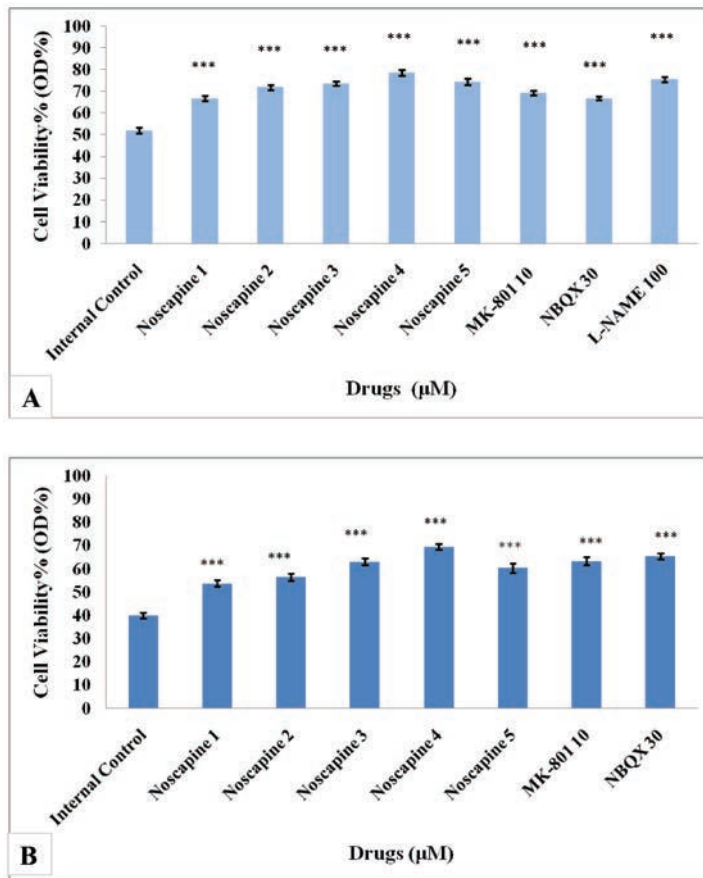 100
90
80
70
60
50
40
30
20
10
0
Cell Viability% (OD%)
*** *** *** *** *** *** *** ***
Internal Control
Noscapine 1
Noscapine 2
Noscapine 3
Noscapine 4
Noscapine 5
MK-801 10
NBQX 30
L-NAME 100
Drugs (µM)
A
100
90
80
70
60
50
40
30
20
10
0
Cell Viability% (OD%)
*** *** *** *** *** *** ***
Internal Control
Noscapine 1
Noscapine 2
Noscapine 3
Noscapine 4
Noscapine 5
MK-801 10
NBQX 30
Drugs (µM)
B